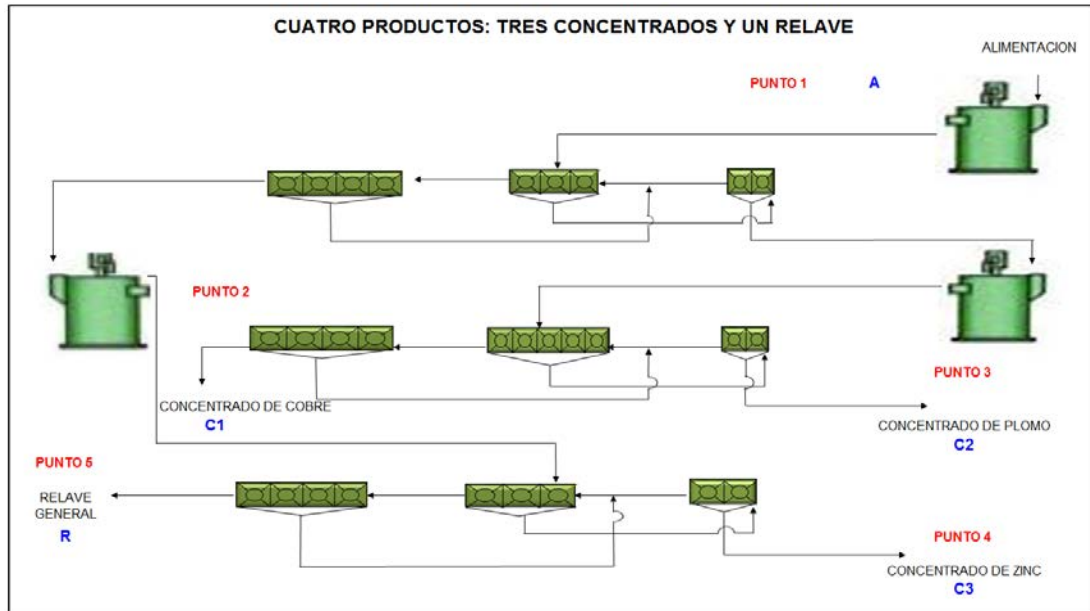 CUATRO PRODUCTOS: TRES CONCENTRADOS Y UN RELAVE
ALIMENTACION
PUNTO 1
A
PUNTO 2
PUNTO 3
CONCENTRADO DE COBRE
C1
CONCENTRADO DE PLOMO
C2
PUNTO 5
RELAVE
GENERAL
R
PUNTO 4
CONCENTRADO DE ZINC
C3